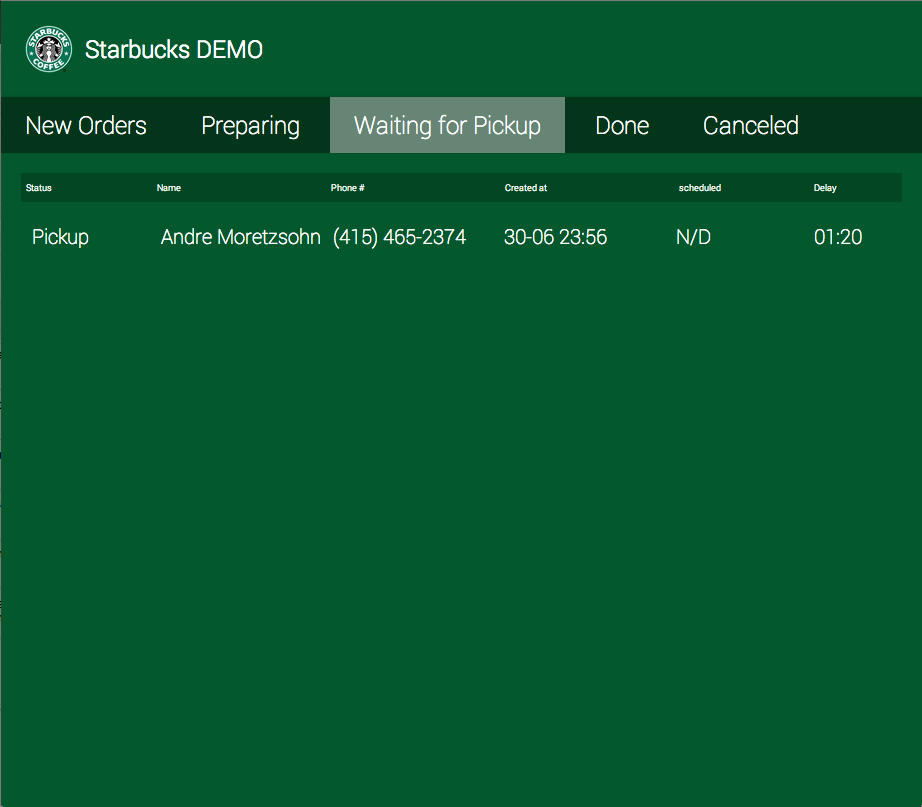 STARBUCKS COFFEE
Starbucks DEMO
New Orders Preparing Waiting for Pickup Done Canceled
Status Name Phone # Created at scheduled Delay
Pickup Andre Moretzsohn (415) 465-2374 30-06 23:56 N/D 01:20